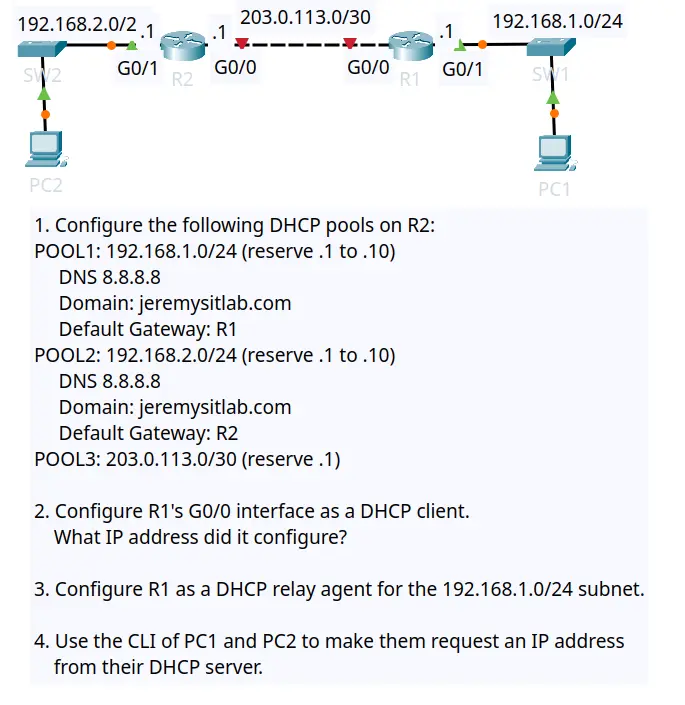 192.168.2.0/2
.1
.1
203.0.113.0/30
.1
192.168.1.0/24
SW2
G0/1
R2
G0/0
G0/0
R1
G0/1
SW1
PC2
PC1
1. Configure the following DHCP pools on R2:
POOL1: 192.168.1.0/24 (reserve .1 to .10)
DNS 8.8.8.8
Domain: jeremysitlab.com
Default Gateway: R1
POOL2: 192.168.2.0/24 (reserve .1 to .10)
DNS 8.8.8.8
Domain: jeremysitlab.com
Default Gateway: R2
POOL3: 203.0.113.0/30 (reserve .1)
2. Configure R1's G0/0 interface as a DHCP client.
What IP address did it configure?
3. Configure R1 as a DHCP relay agent for the 192.168.1.0/24 subnet.
4. Use the CLI of PC1 and PC2 to make them request an IP address
from their DHCP server.